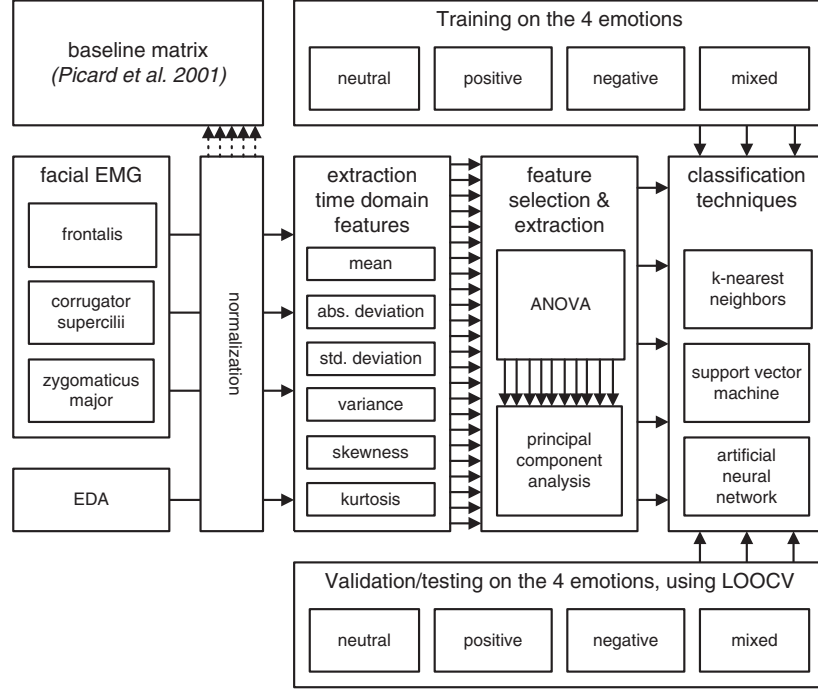 baseline matrix
(Picard et al. 2001)
Training on the 4 emotions
neutral
positive
negative
mixed
facial EMG
frontalis
corrugator
supercilii
zygomaticus
major
EDA
normalization
extraction
time domain
features
mean
abs. deviation
std. deviation
variance
skewness
kurtosis
feature
selection &
extraction
ANOVA
principal
component
analysis
classification
techniques
k-nearest
neighbors
support vector
machine
artificial
neural
network
Validation/testing on the 4 emotions, using LOOCV
neutral
positive
negative
mixed